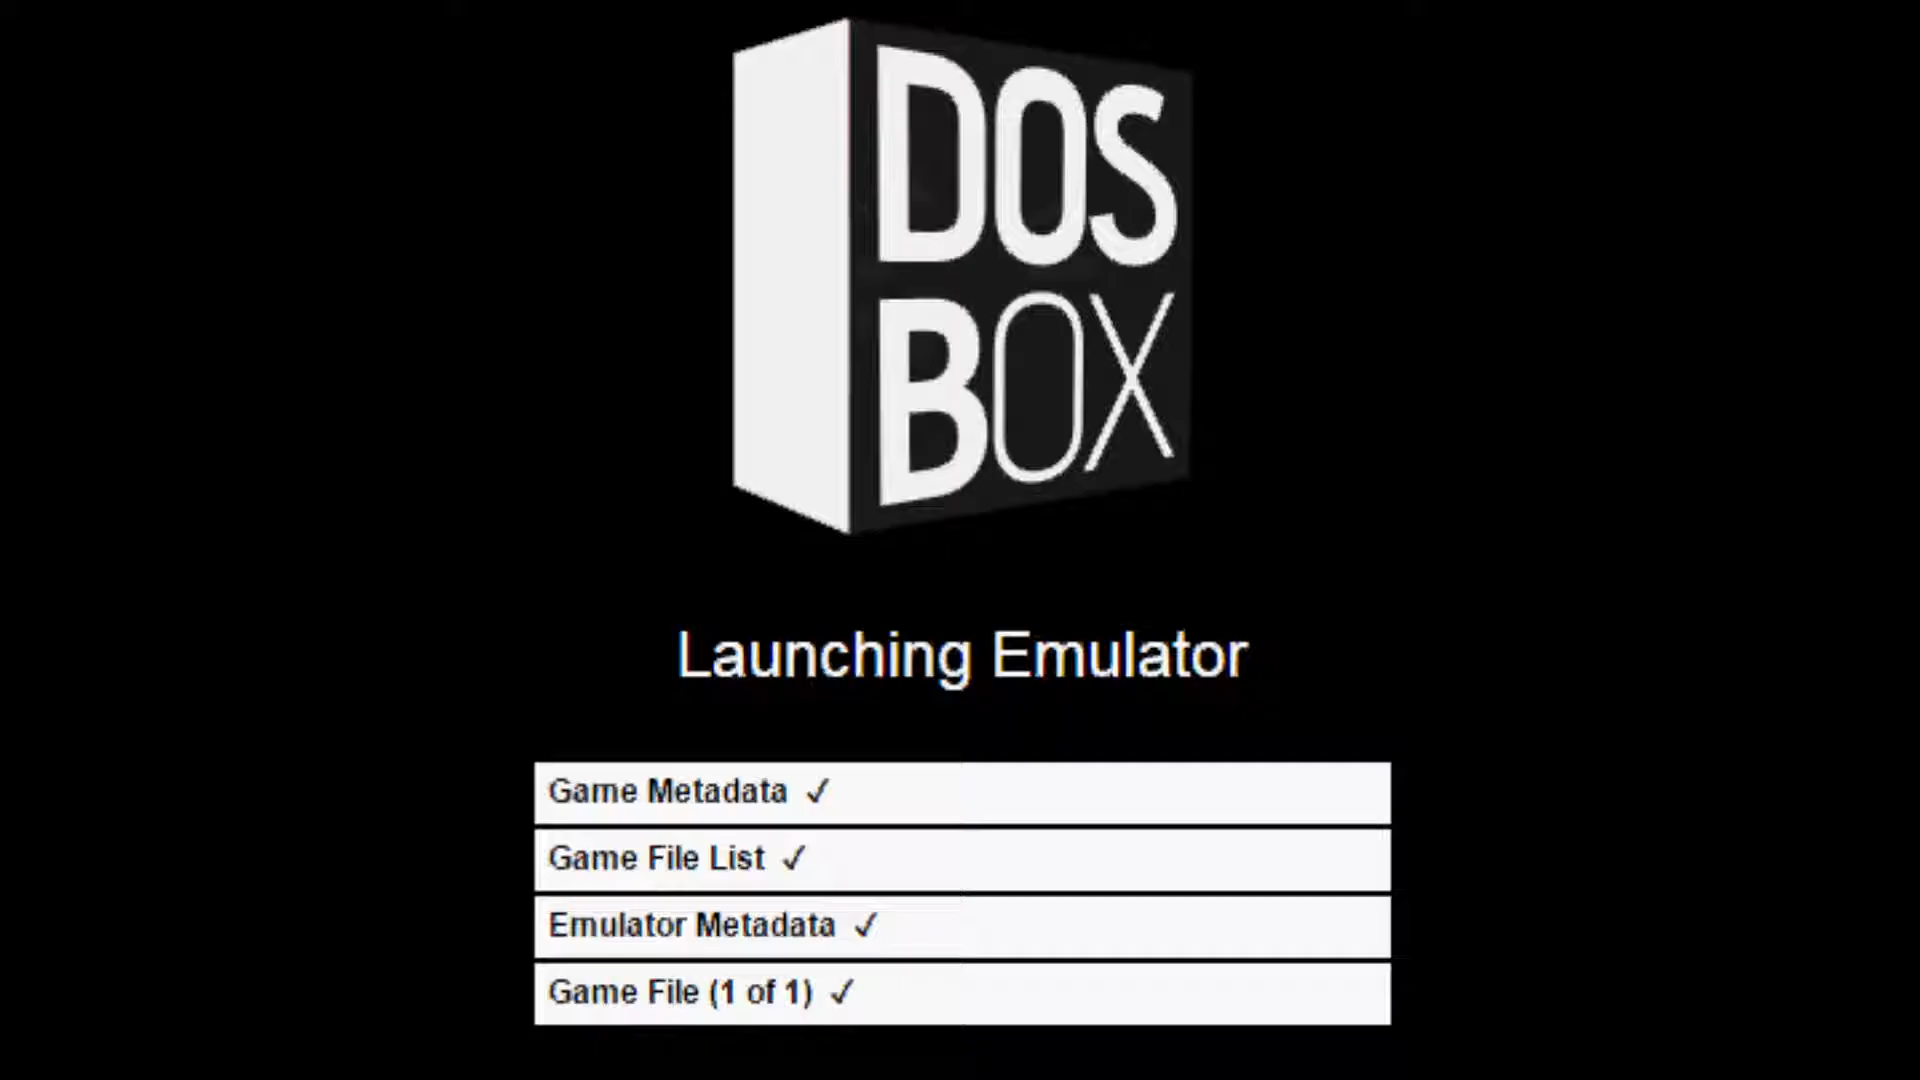 DOS
BOX
Launching Emulator
Game Metadata ✓
Game File List ✓
Emulator Metadata ✓
Game File (1 of 1) ✓